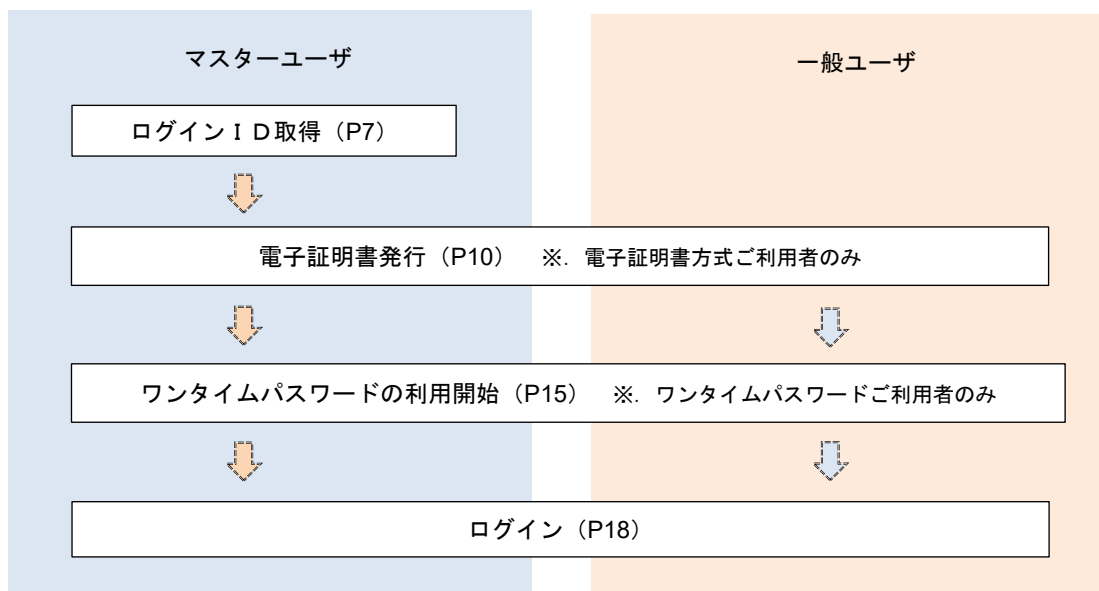 マスターユーザ
一般ユーザ
ログインＩＤ取得（P7）
電子証明書発行（P10）　※．電子証明書方式ご利用者のみ
ワンタイムパスワードの利用開始（P15）　※．ワンタイムパスワードご利用者のみ
ログイン（P18）